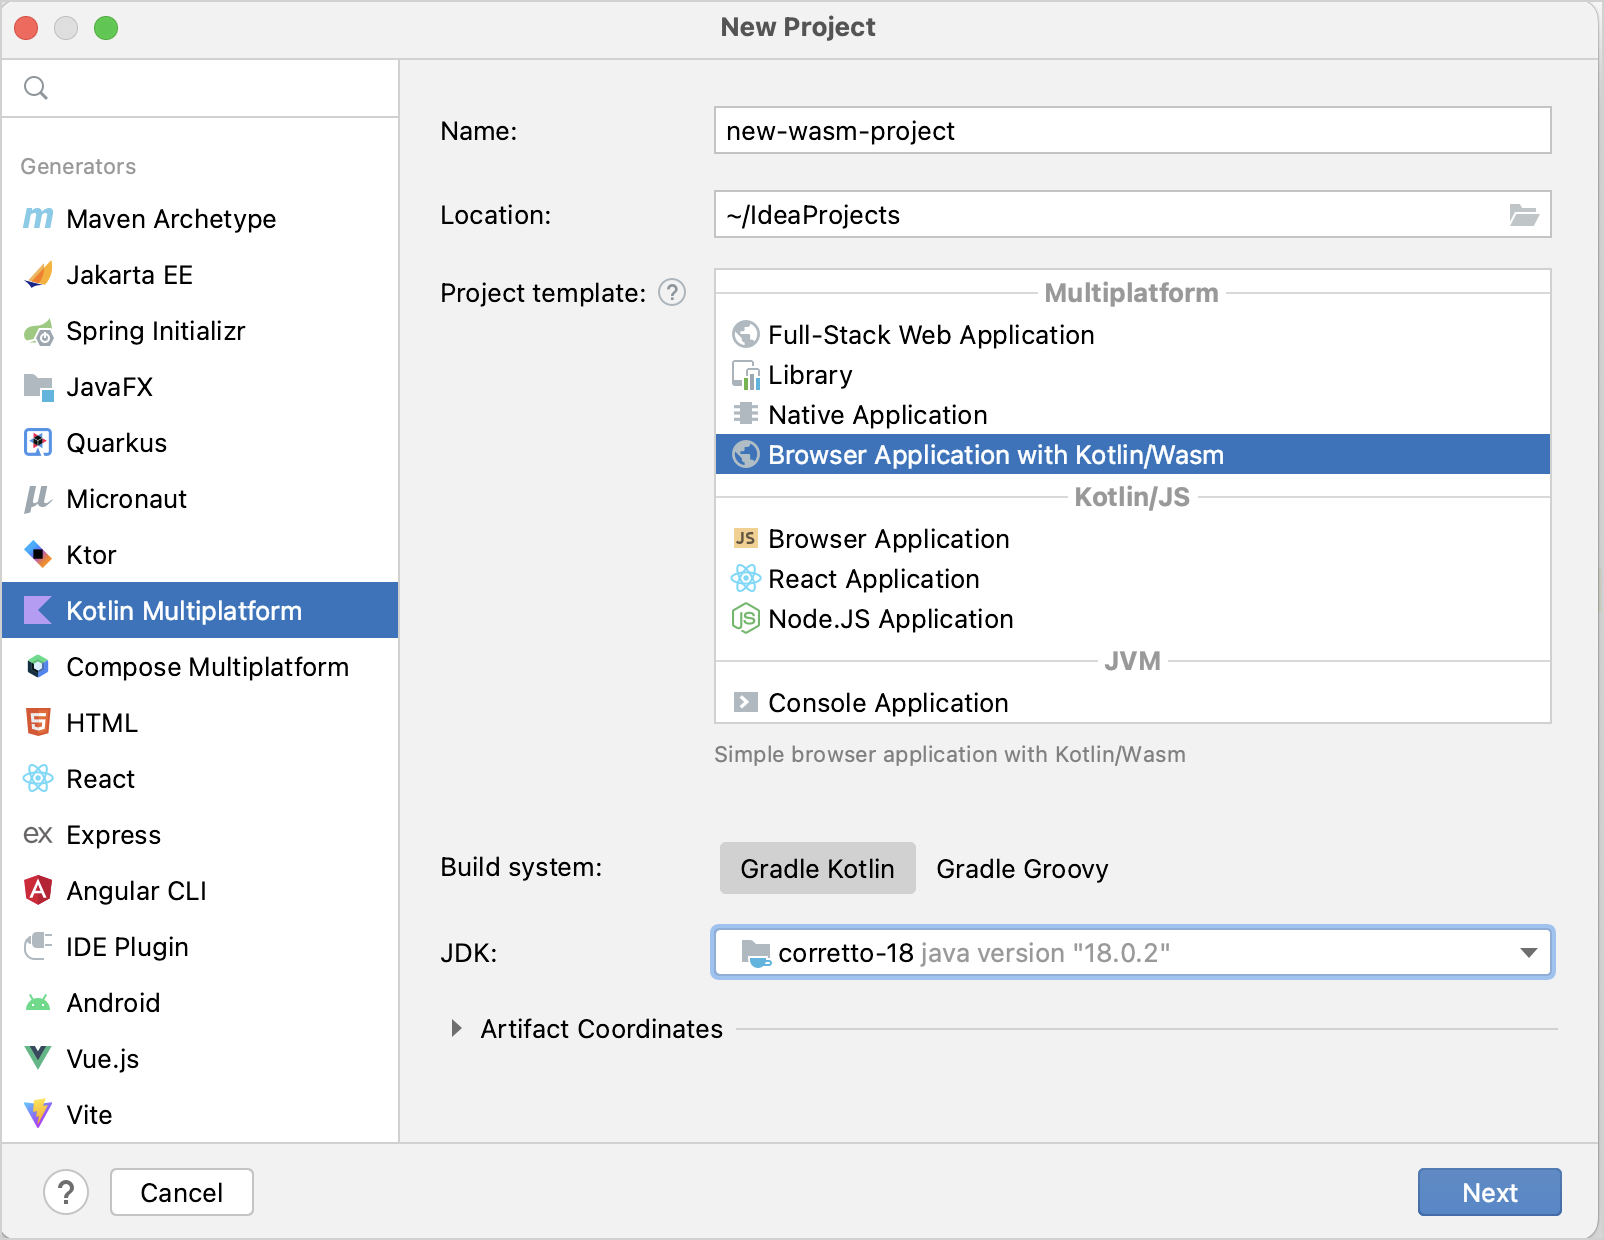 New Project
Generators
Maven Archetype
Jakarta EE
Spring Initializr
JavaFX
Quarkus
Micronaut
Ktor
Kotlin Multiplatform
Compose Multiplatform
HTML
React
ex Express
Angular CLI
IDE Plugin
Android
Vue.js
Vite
Name: new-wasm-project
Location: ~/IdeaProjects
Project template: ?
Multiplatform
Full-Stack Web Application
Library
Native Application
Browser Application with Kotlin/Wasm
Kotlin/JS
JS Browser Application
React Application
JS Node.JS Application
JVM
Console Application
Simple browser application with Kotlin/Wasm
Build system: Gradle Kotlin Gradle Groovy
JDK: corretto-18 java version "18.0.2"
Artifact Coordinates
? Cancel Next